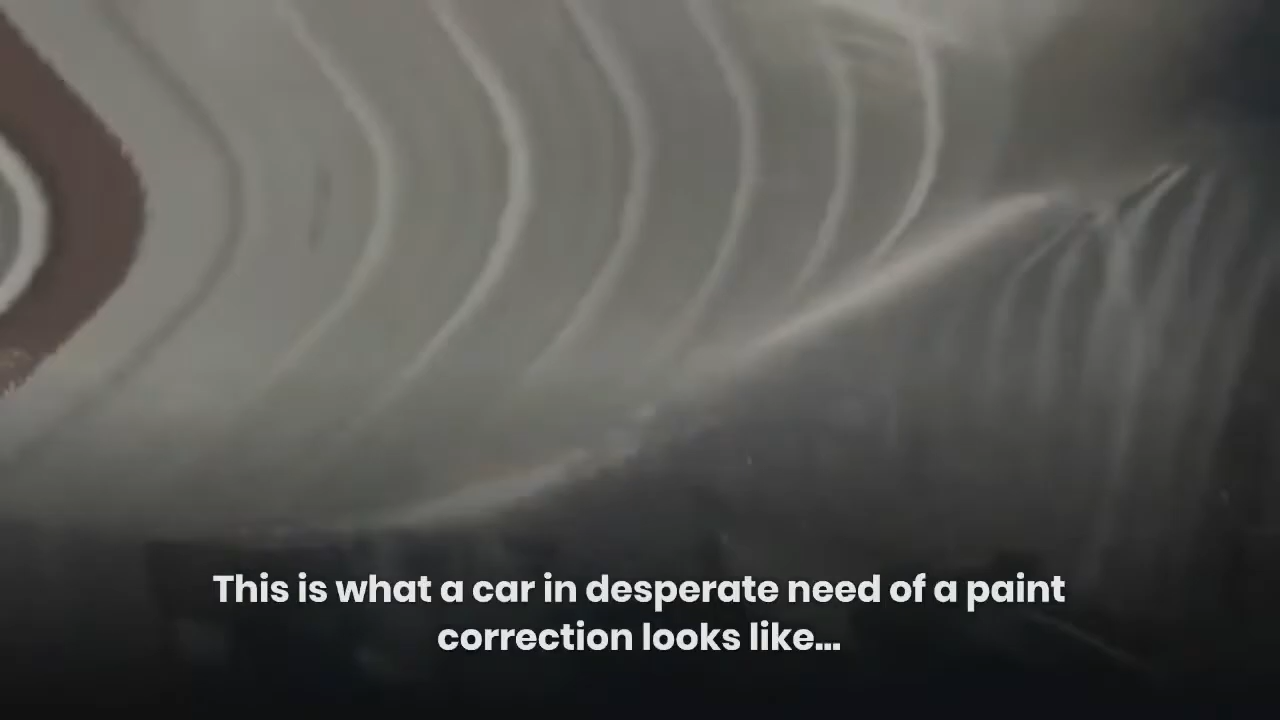 This is what a car in desperate need of a paint
correction looks like...